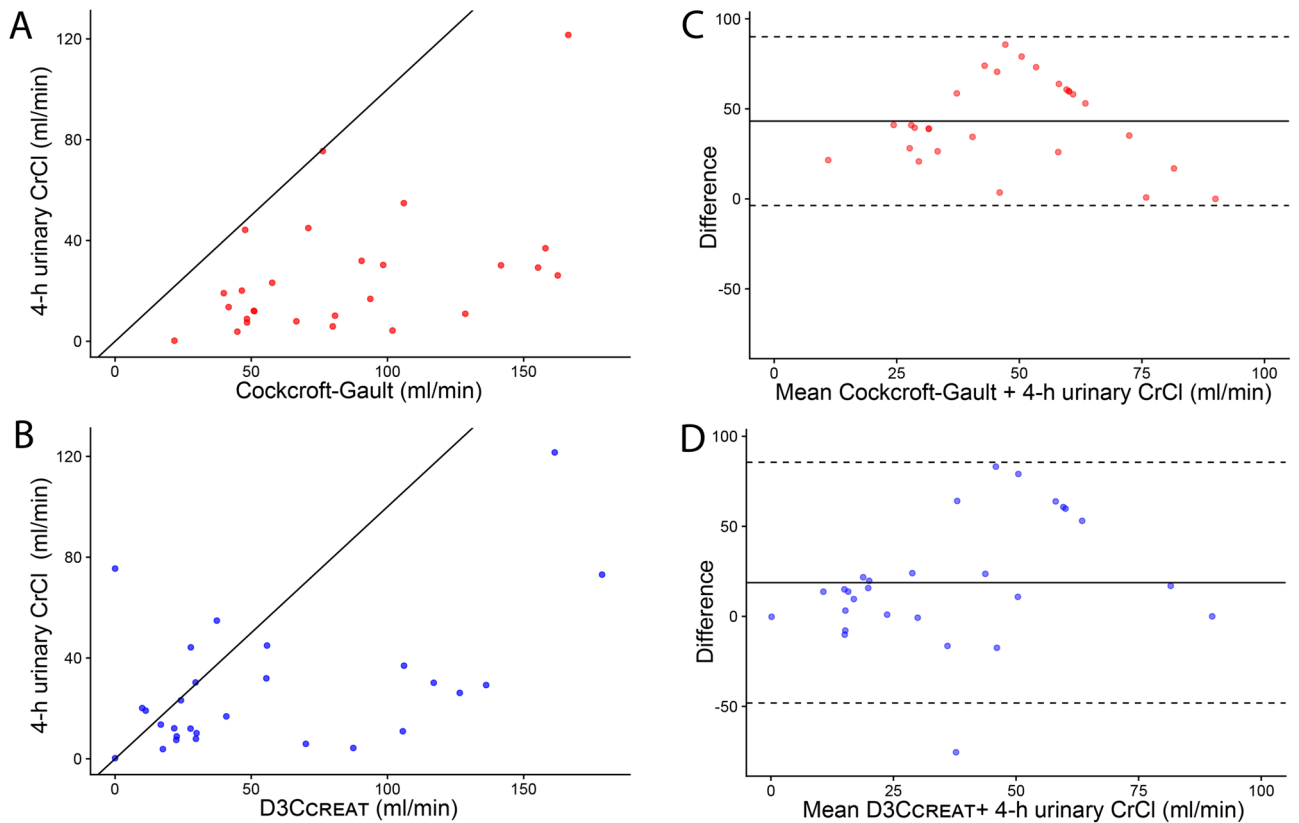 A
4-h urinary CrCl (ml/min)
120
80
40
0
0
50
100
150
Cockcroft-Gault (ml/min)
C
Difference
100
50
0
-50
0
25
50
75
100
Mean Cockcroft-Gault + 4-h urinary CrCl (ml/min)
B
4-h urinary CrCl (ml/min)
120
80
40
0
0
50
100
150
D3CCREAT (ml/min)
D
Difference
100
50
0
-50
0
25
50
75
100
Mean D3CCREAT+ 4-h urinary CrCl (ml/min)